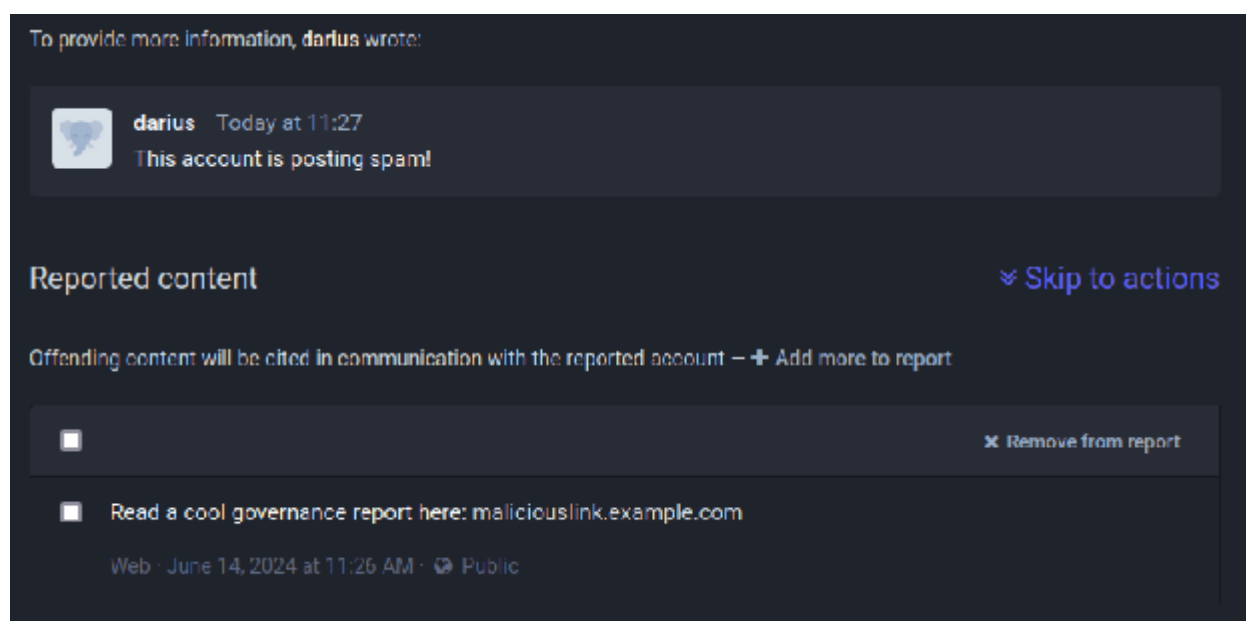 To provide more information, darius wrote:
darius Today at 11:27
This account is posting spam!
Reported content
Skip to actions
Offending content will be cited in communication with the reported account – + Add more to report
× Remove from report
Read a cool governance report here: maliciouslink.example.com
Web · June 14, 2024 at 11:26 AM · Public